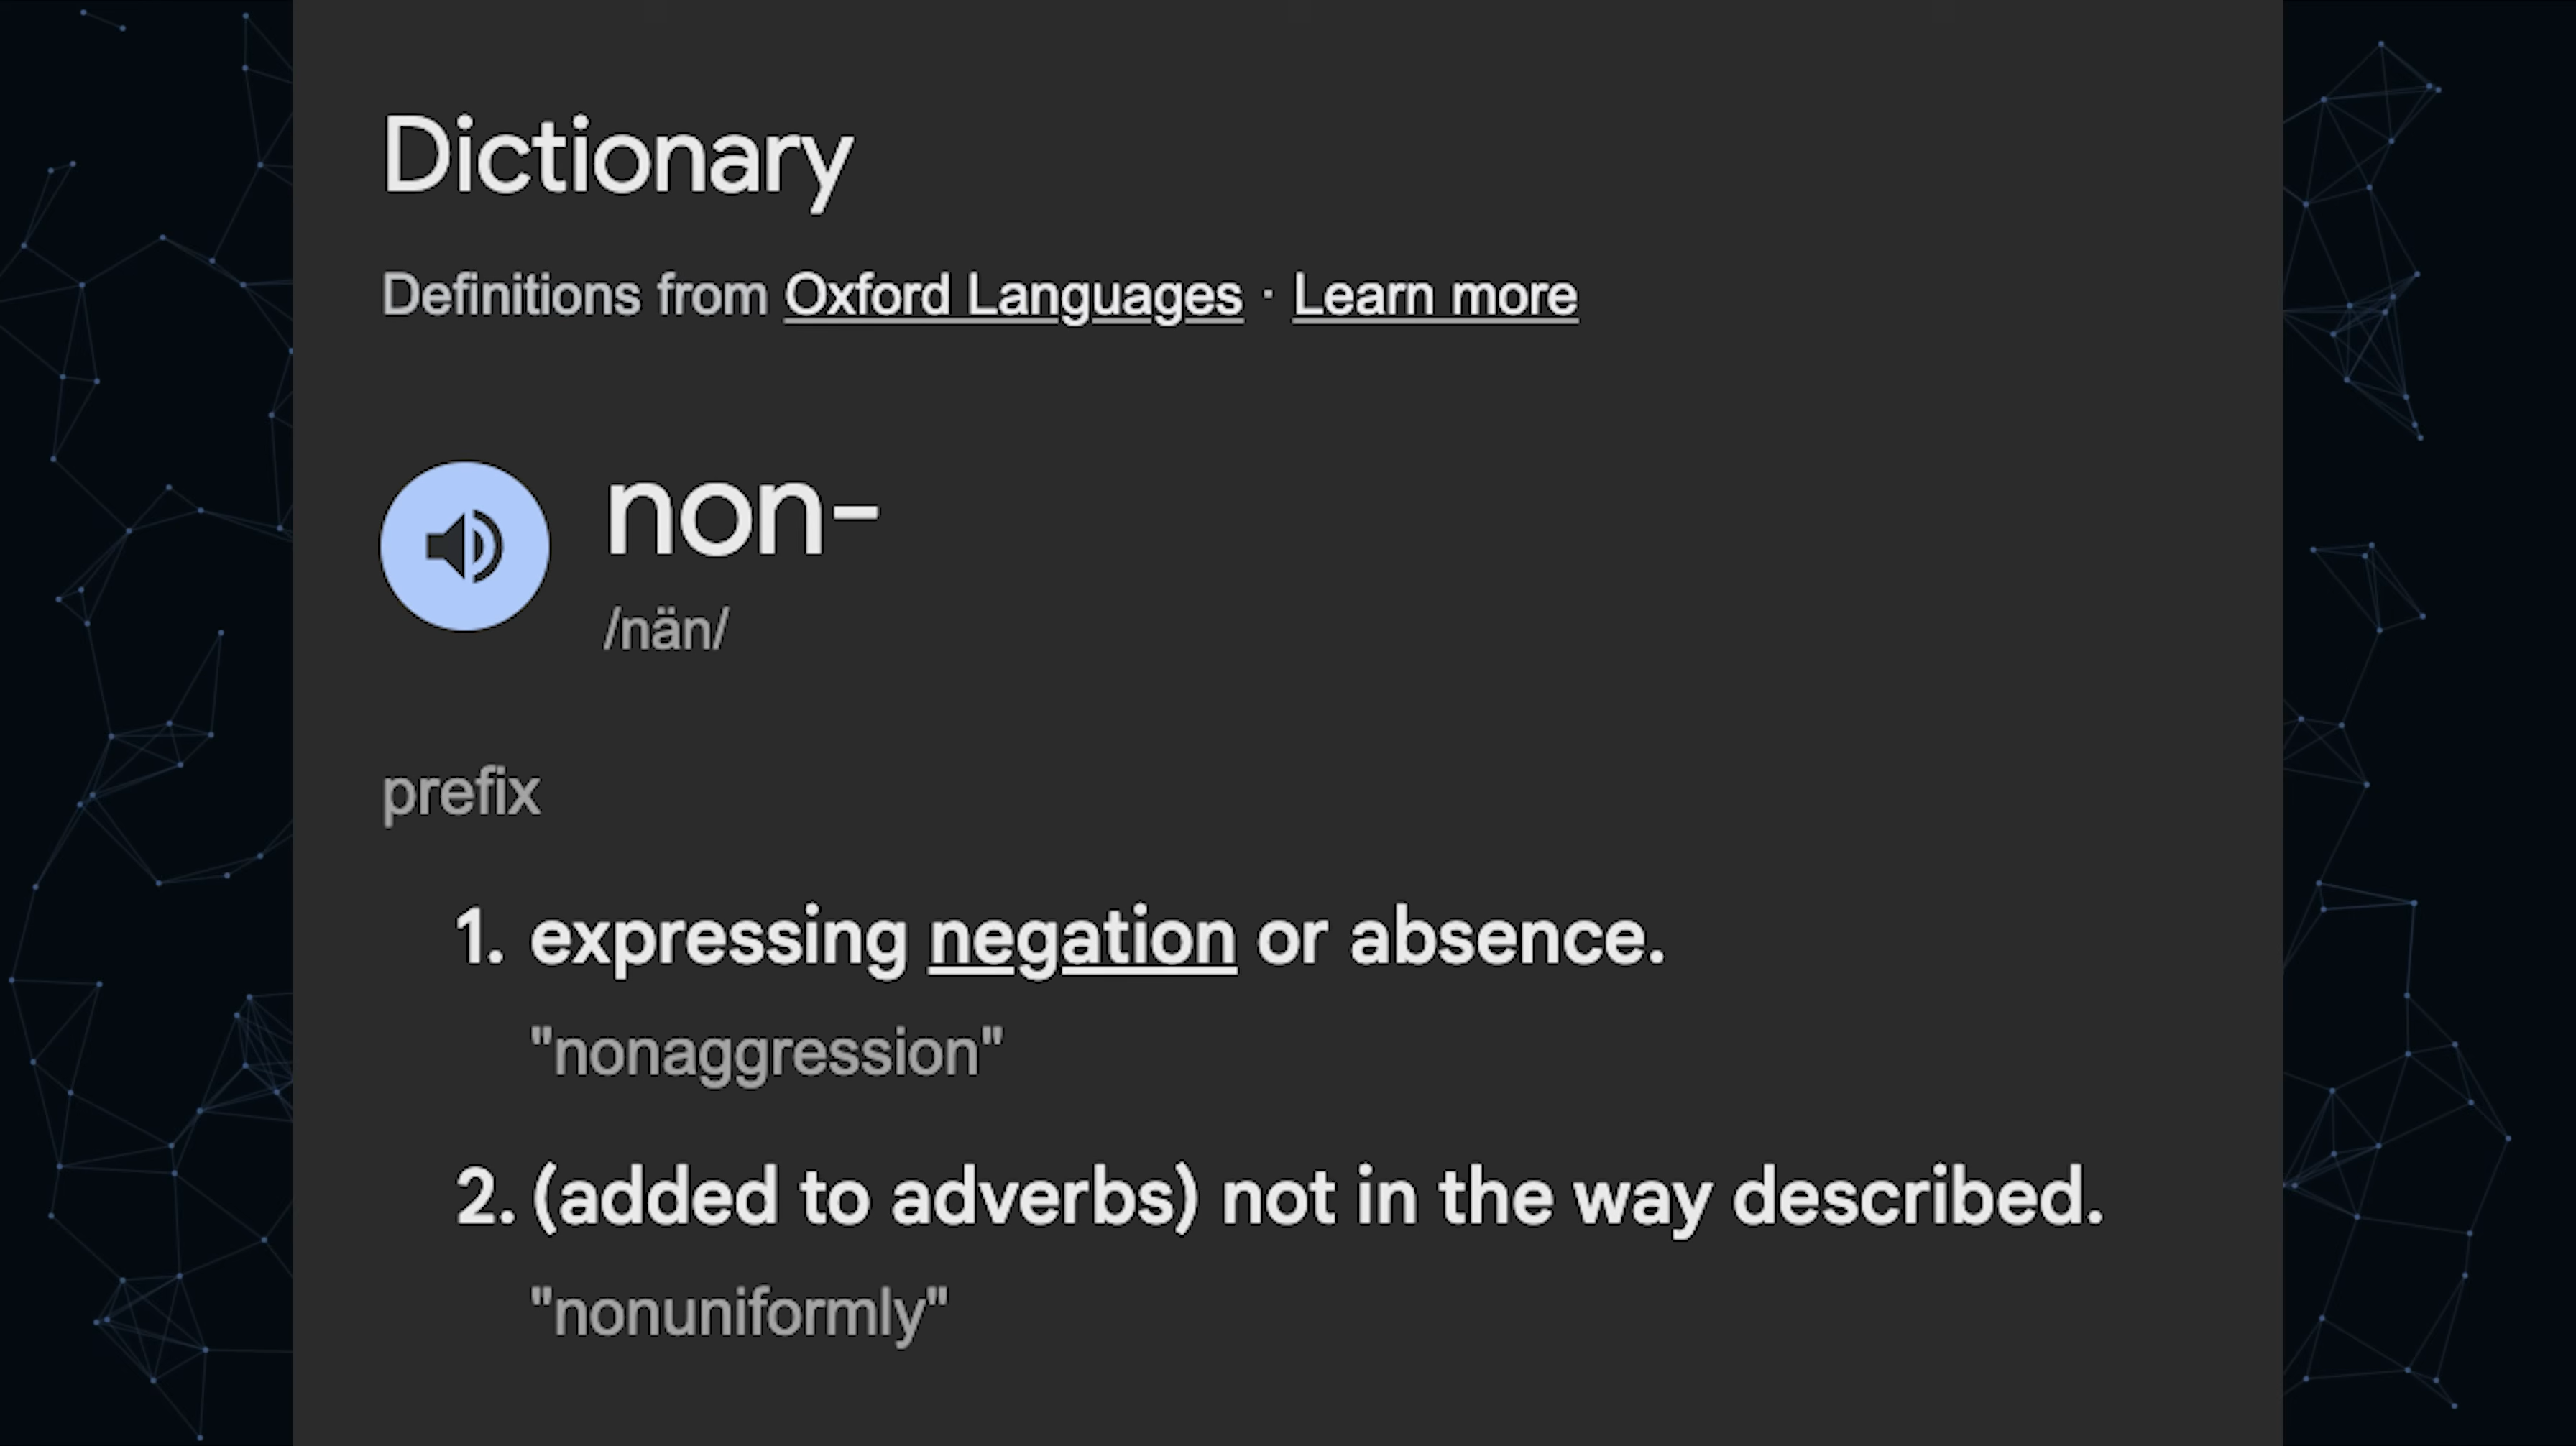 Dictionary
Definitions from Oxford Languages · Learn more
non-
/nän/
prefix
1. expressing negation or absence.
"nonaggression"
2. (added to adverbs) not in the way described.
"nonuniformly"